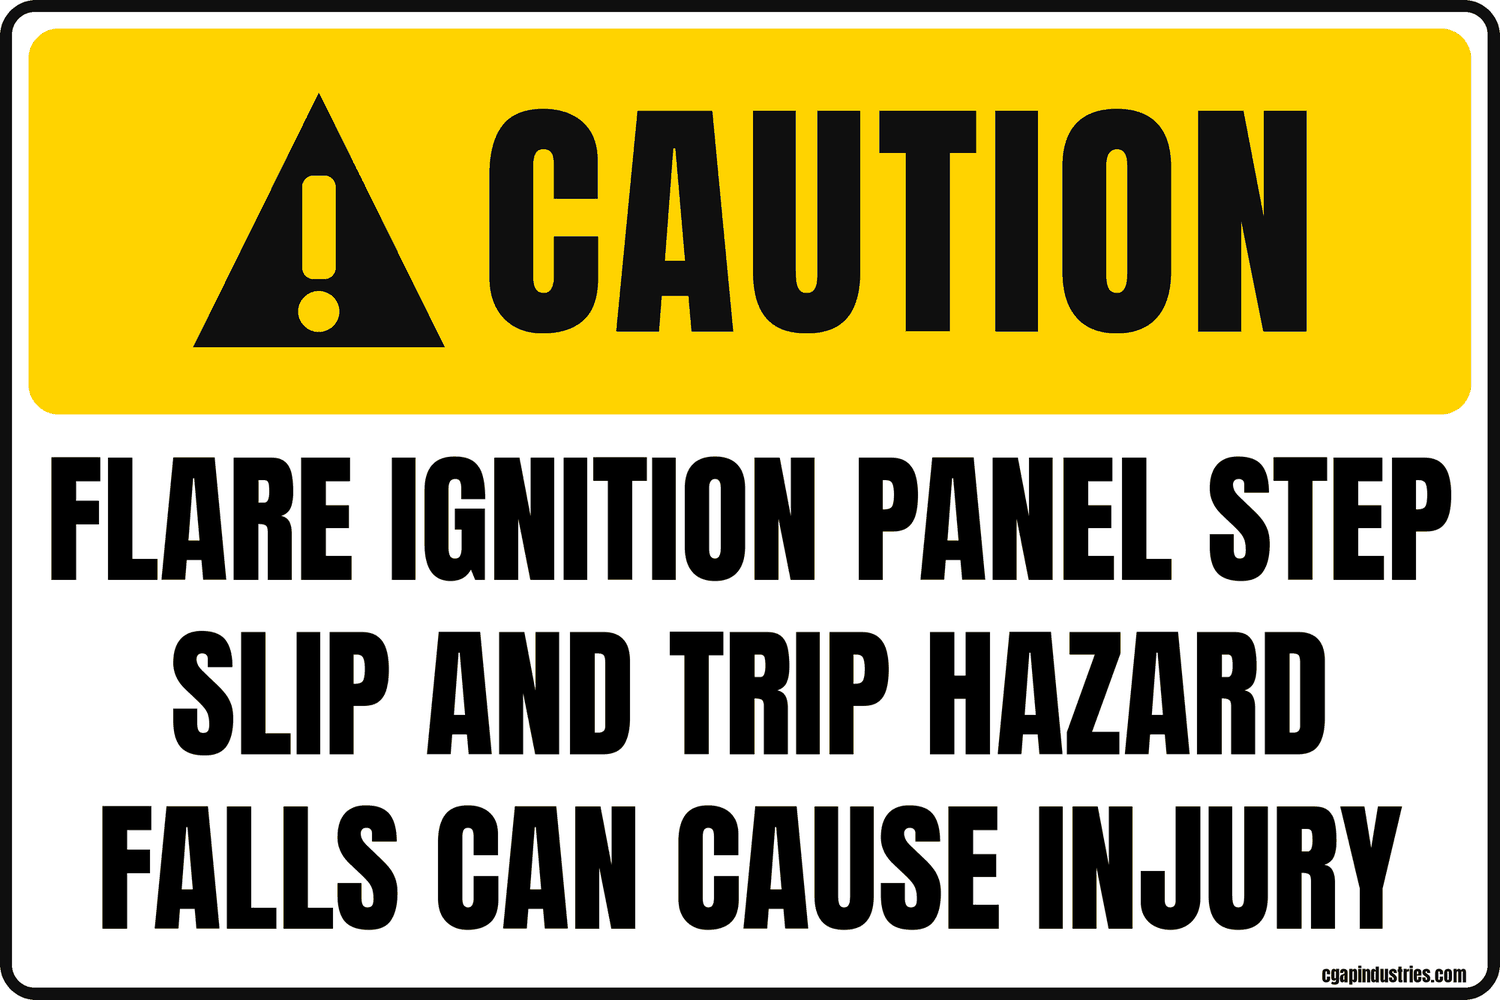 CAUTION
FLARE IGNITION PANEL STEP
SLIP AND TRIP HAZARD
FALLS CAN CAUSE INJURY
cgapindustries.com